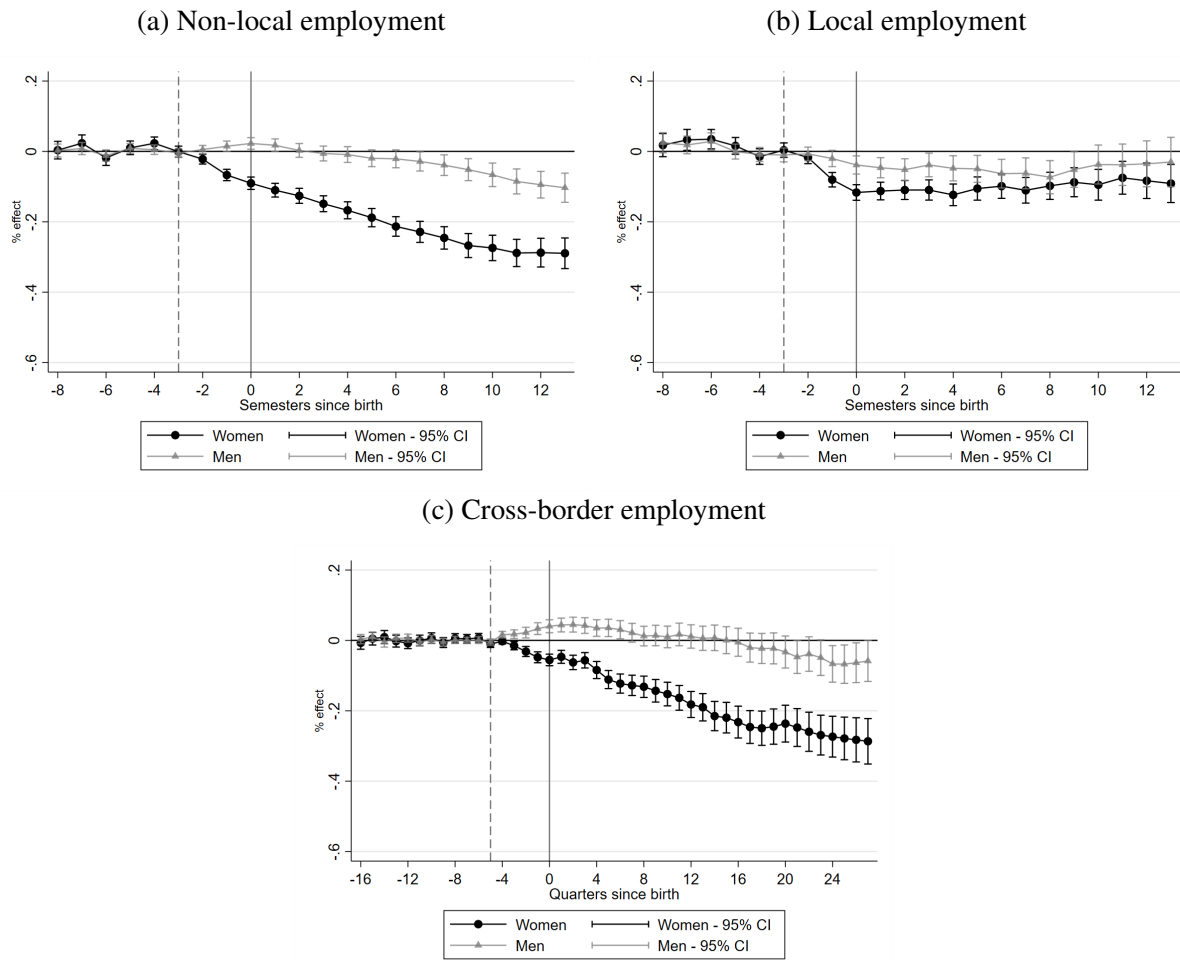 (a) Non-local employment
.2
0
-.2
-.4
-.6
% effect
-8 -6 -4 -2 0 2 4 6 8 10 12
Semesters since birth
Women Women - 95% CI
Men Men - 95% CI
(b) Local employment
.2
0
-.2
-.4
-.6
% effect
-8 -6 -4 -2 0 2 4 6 8 10 12
Semesters since birth
Women Women - 95% CI
Men Men - 95% CI
(c) Cross-border employment
.2
0
-.2
-.4
-.6
% effect
-16 -12 -8 -4 0 4 8 12 16 20 24
Quarters since birth
Women Women - 95% CI
Men Men - 95% CI